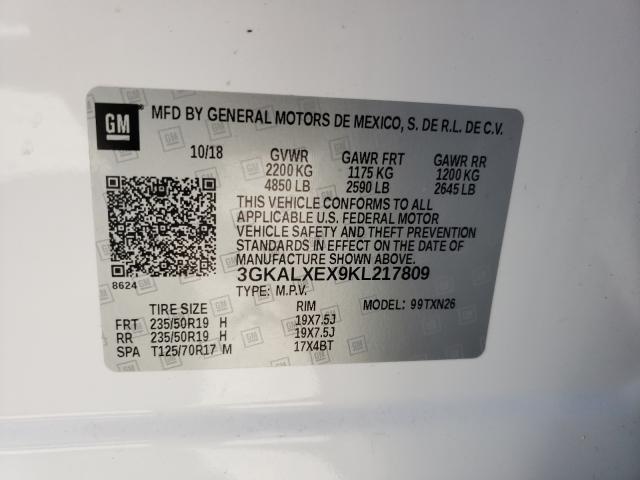 GM
MFD BY GENERAL MOTORS DE MEXICO, S. DE R.L. DE C.V.
10/18 GVWR GAWR FRT GAWR RR
2200 KG 1175 KG 1200 KG
4850 LB 2590 LB 2645 LB
THIS VEHICLE CONFORMS TO ALL
APPLICABLE U.S. FEDERAL MOTOR
VEHICLE SAFETY AND THEFT PREVENTION
STANDARDS IN EFFECT ON THE DATE OF
MANUFACTURE SHOWN ABOVE.
3GKALXEX9KL217809
8624
TYPE: M.P.V.
TIRE SIZE RIM MODEL: 99TXN26
FRT 235/50R19 H 19X7.5J
RR 235/50R19 H 19X7.5J
SPA T125/70R17 M 17X4BT